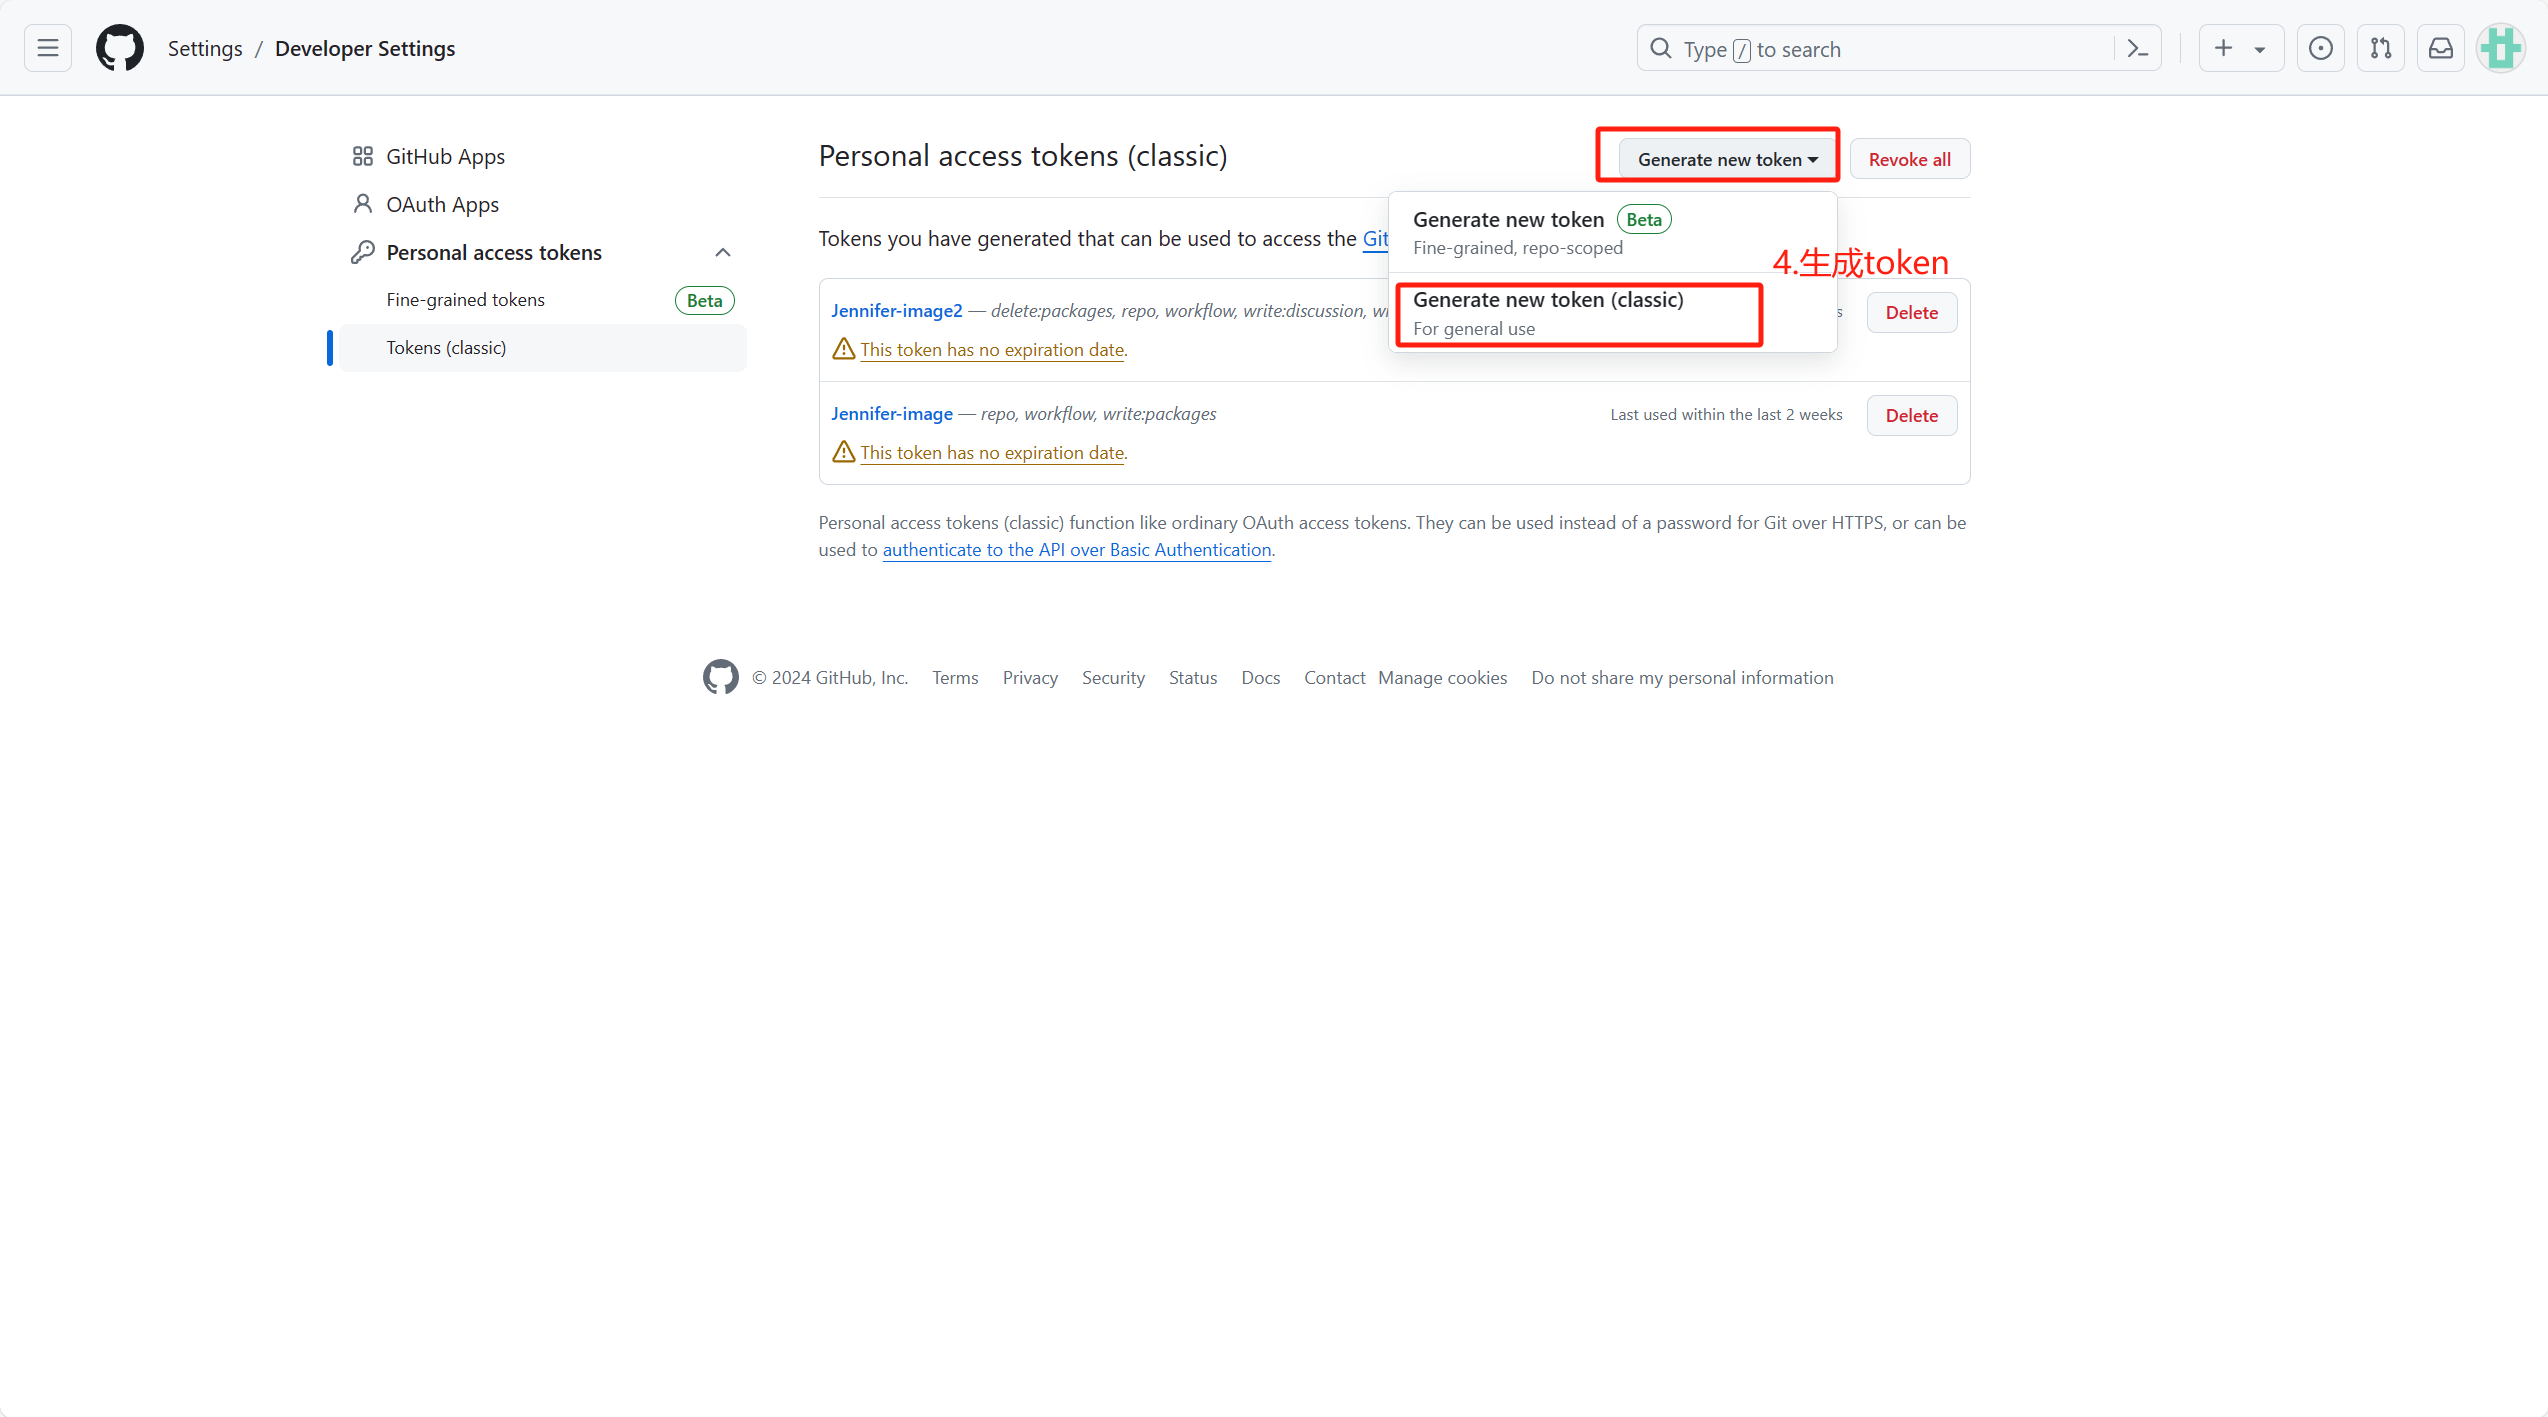 Settings / Developer Settings
Type / to search
GitHub Apps
OAuth Apps
Personal access tokens
Fine-grained tokens Beta
Tokens (classic)
Personal access tokens (classic)
Generate new token
Revoke all
Generate new token Beta
Fine-grained, repo-scoped
Generate new token (classic)
For general use
4.生成token
Tokens you have generated that can be used to access the Git
Jennifer-image2 — delete:packages, repo, workflow, write:discussion,
Delete
This token has no expiration date.
Jennifer-image — repo, workflow, write:packages
Last used within the last 2 weeks
Delete
This token has no expiration date.
Personal access tokens (classic) function like ordinary OAuth access tokens. They can be used instead of a password for Git over HTTPS, or can be
used to authenticate to the API over Basic Authentication.
© 2024 GitHub, Inc. Terms Privacy Security Status Docs Contact Manage cookies Do not share my personal information